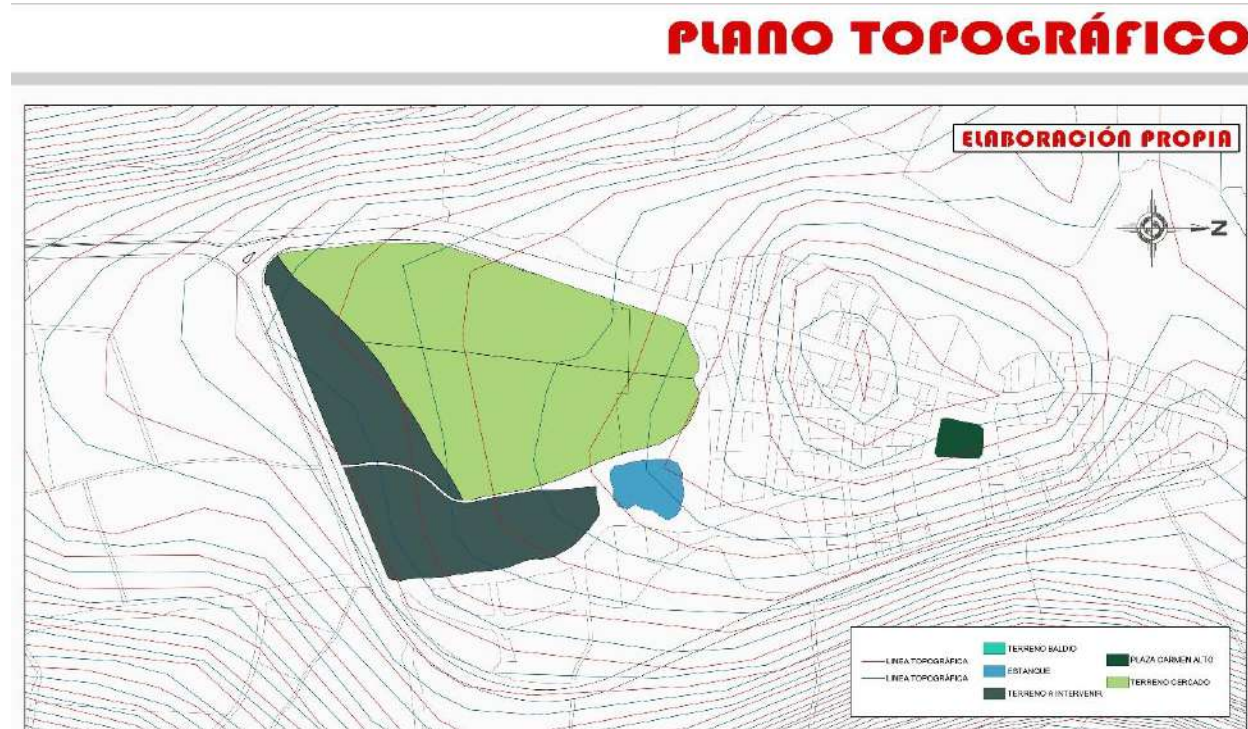 PLANO TOPOGRÁFICO
ELABORACIÓN PROPIA
N
LINEA TOPOGRÁFICA
LINEA TOPOGRÁFICA
TERRENO BALDIO
ESTANQUE
TERRENO A INTERVENIR
PLAZA CARMEN ALTO
TERRENO CERCADO